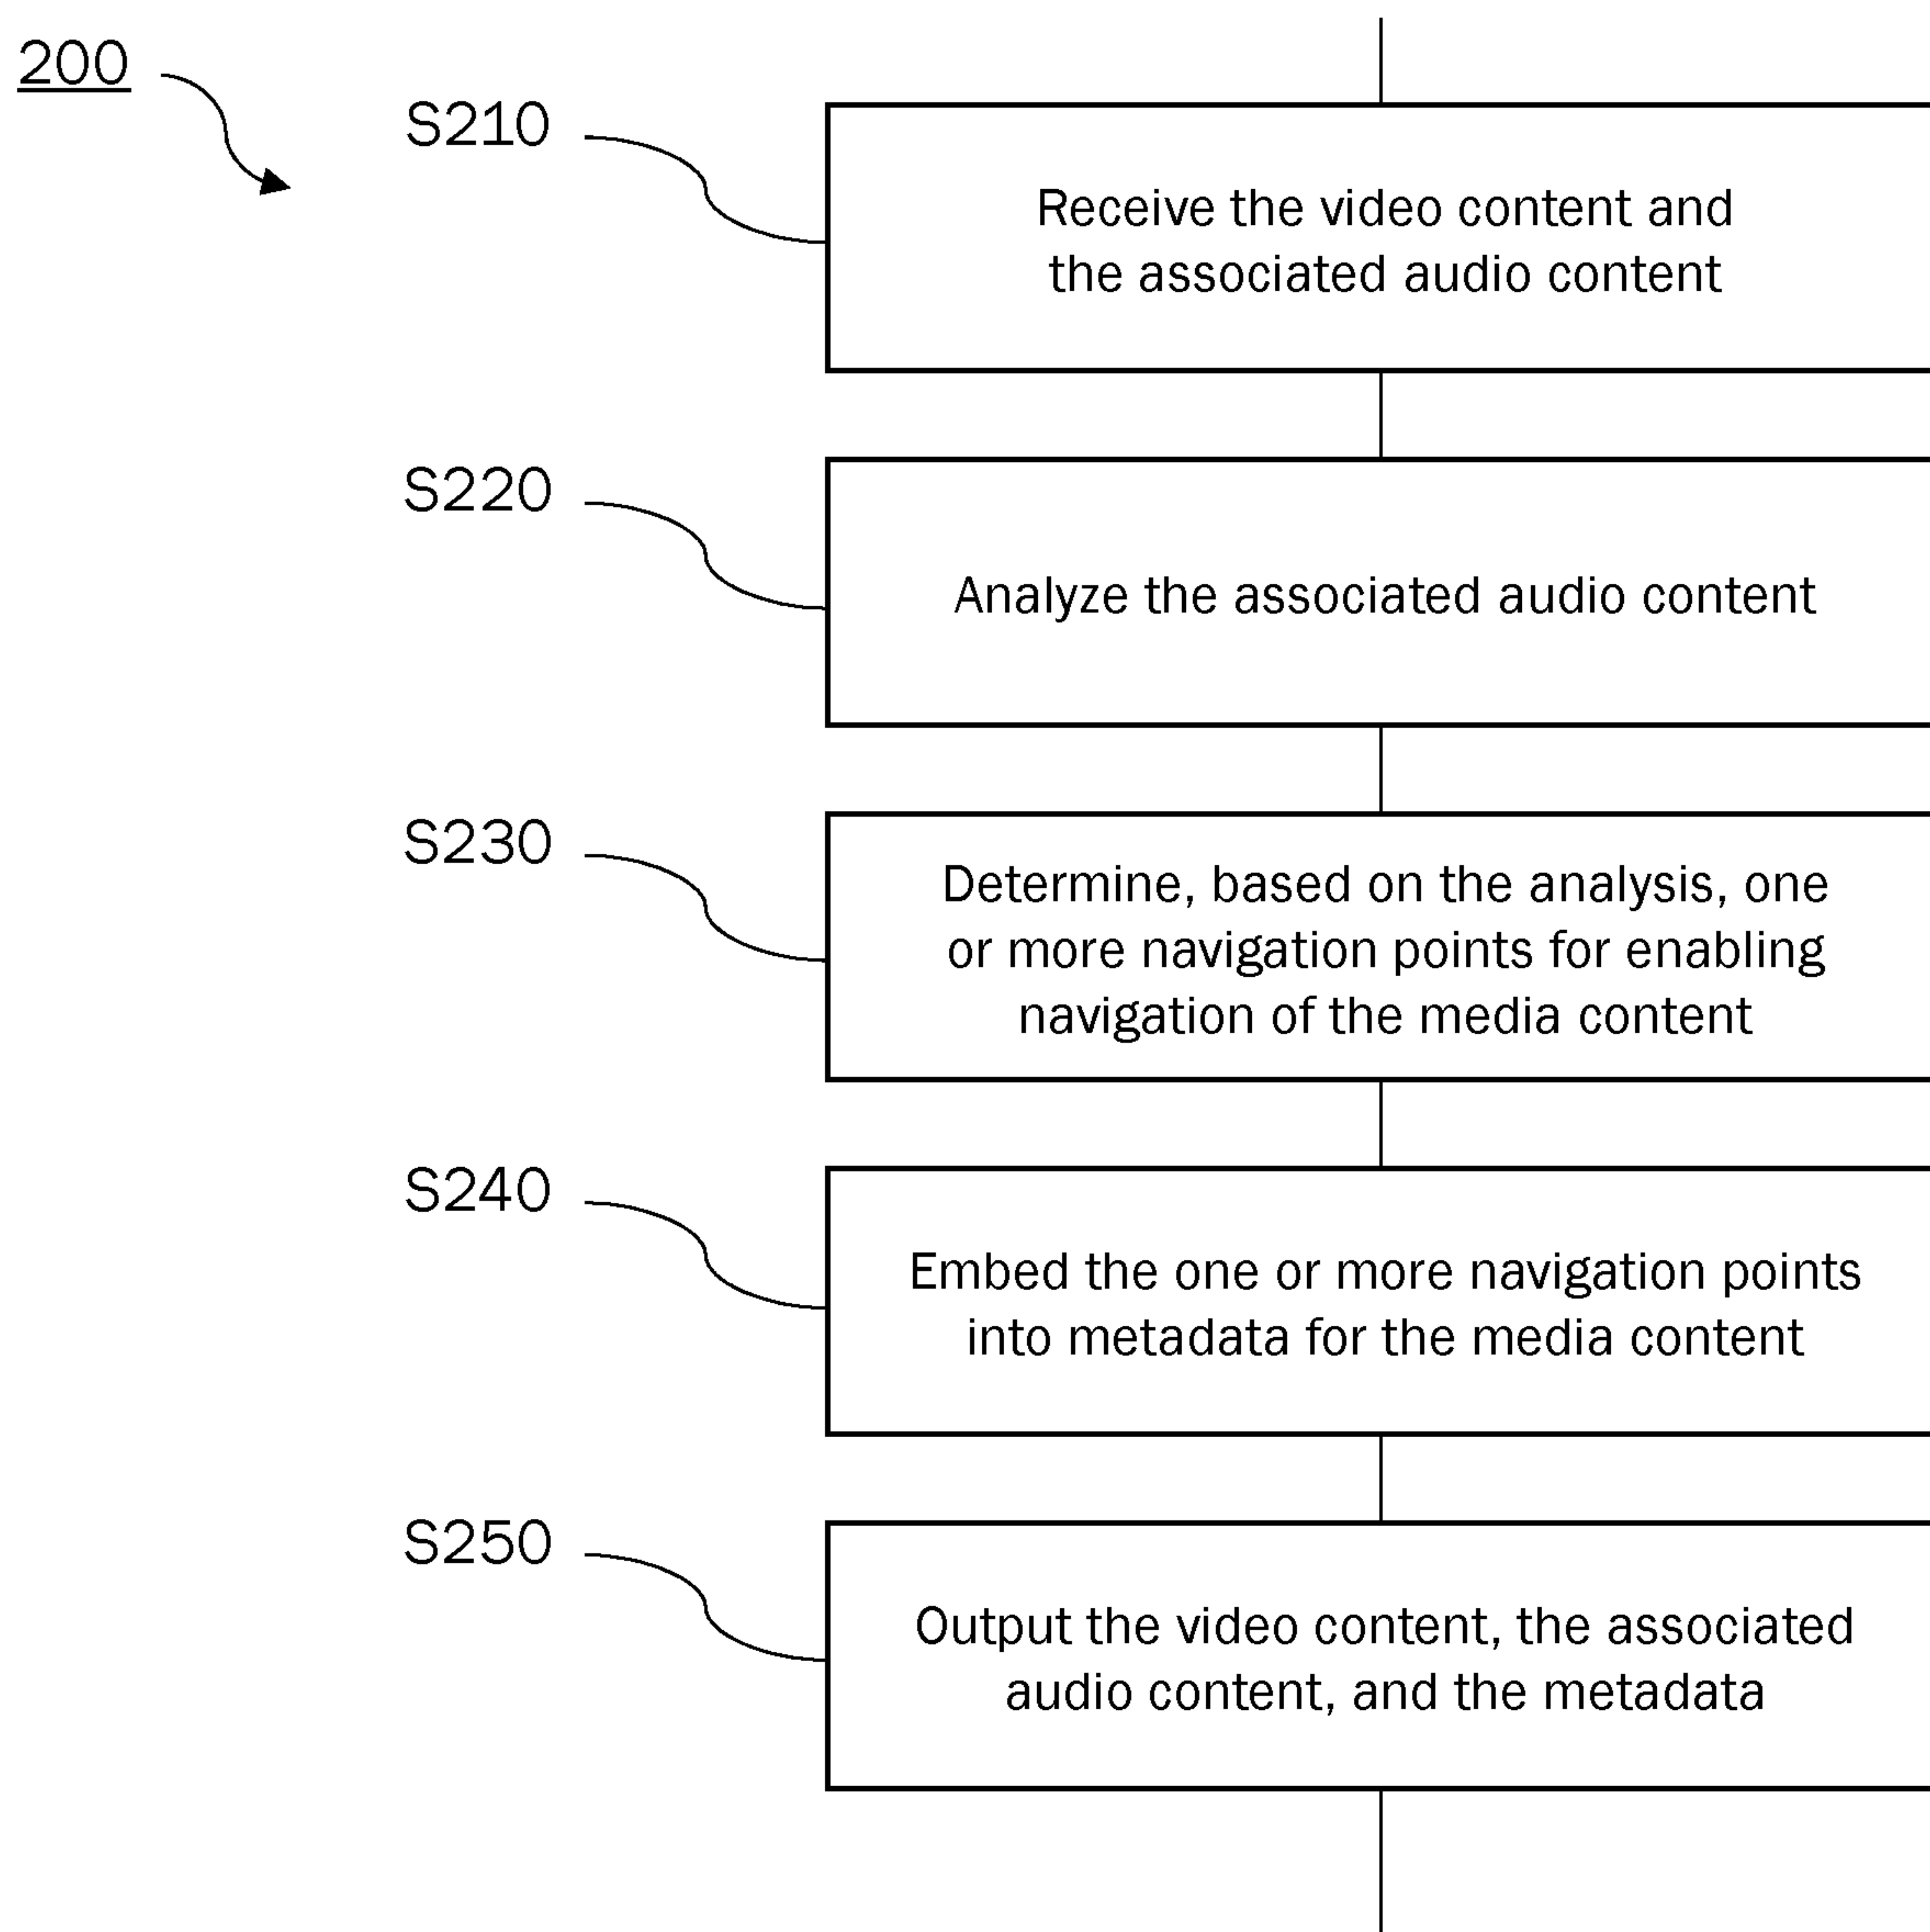 200
S210
Receive the video content and
the associated audio content
S220
Analyze the associated audio content
S230
Determine, based on the analysis, one
or more navigation points for enabling
navigation of the media content
S240
Embed the one or more navigation points
into metadata for the media content
S250
Output the video content, the associated
audio content, and the metadata